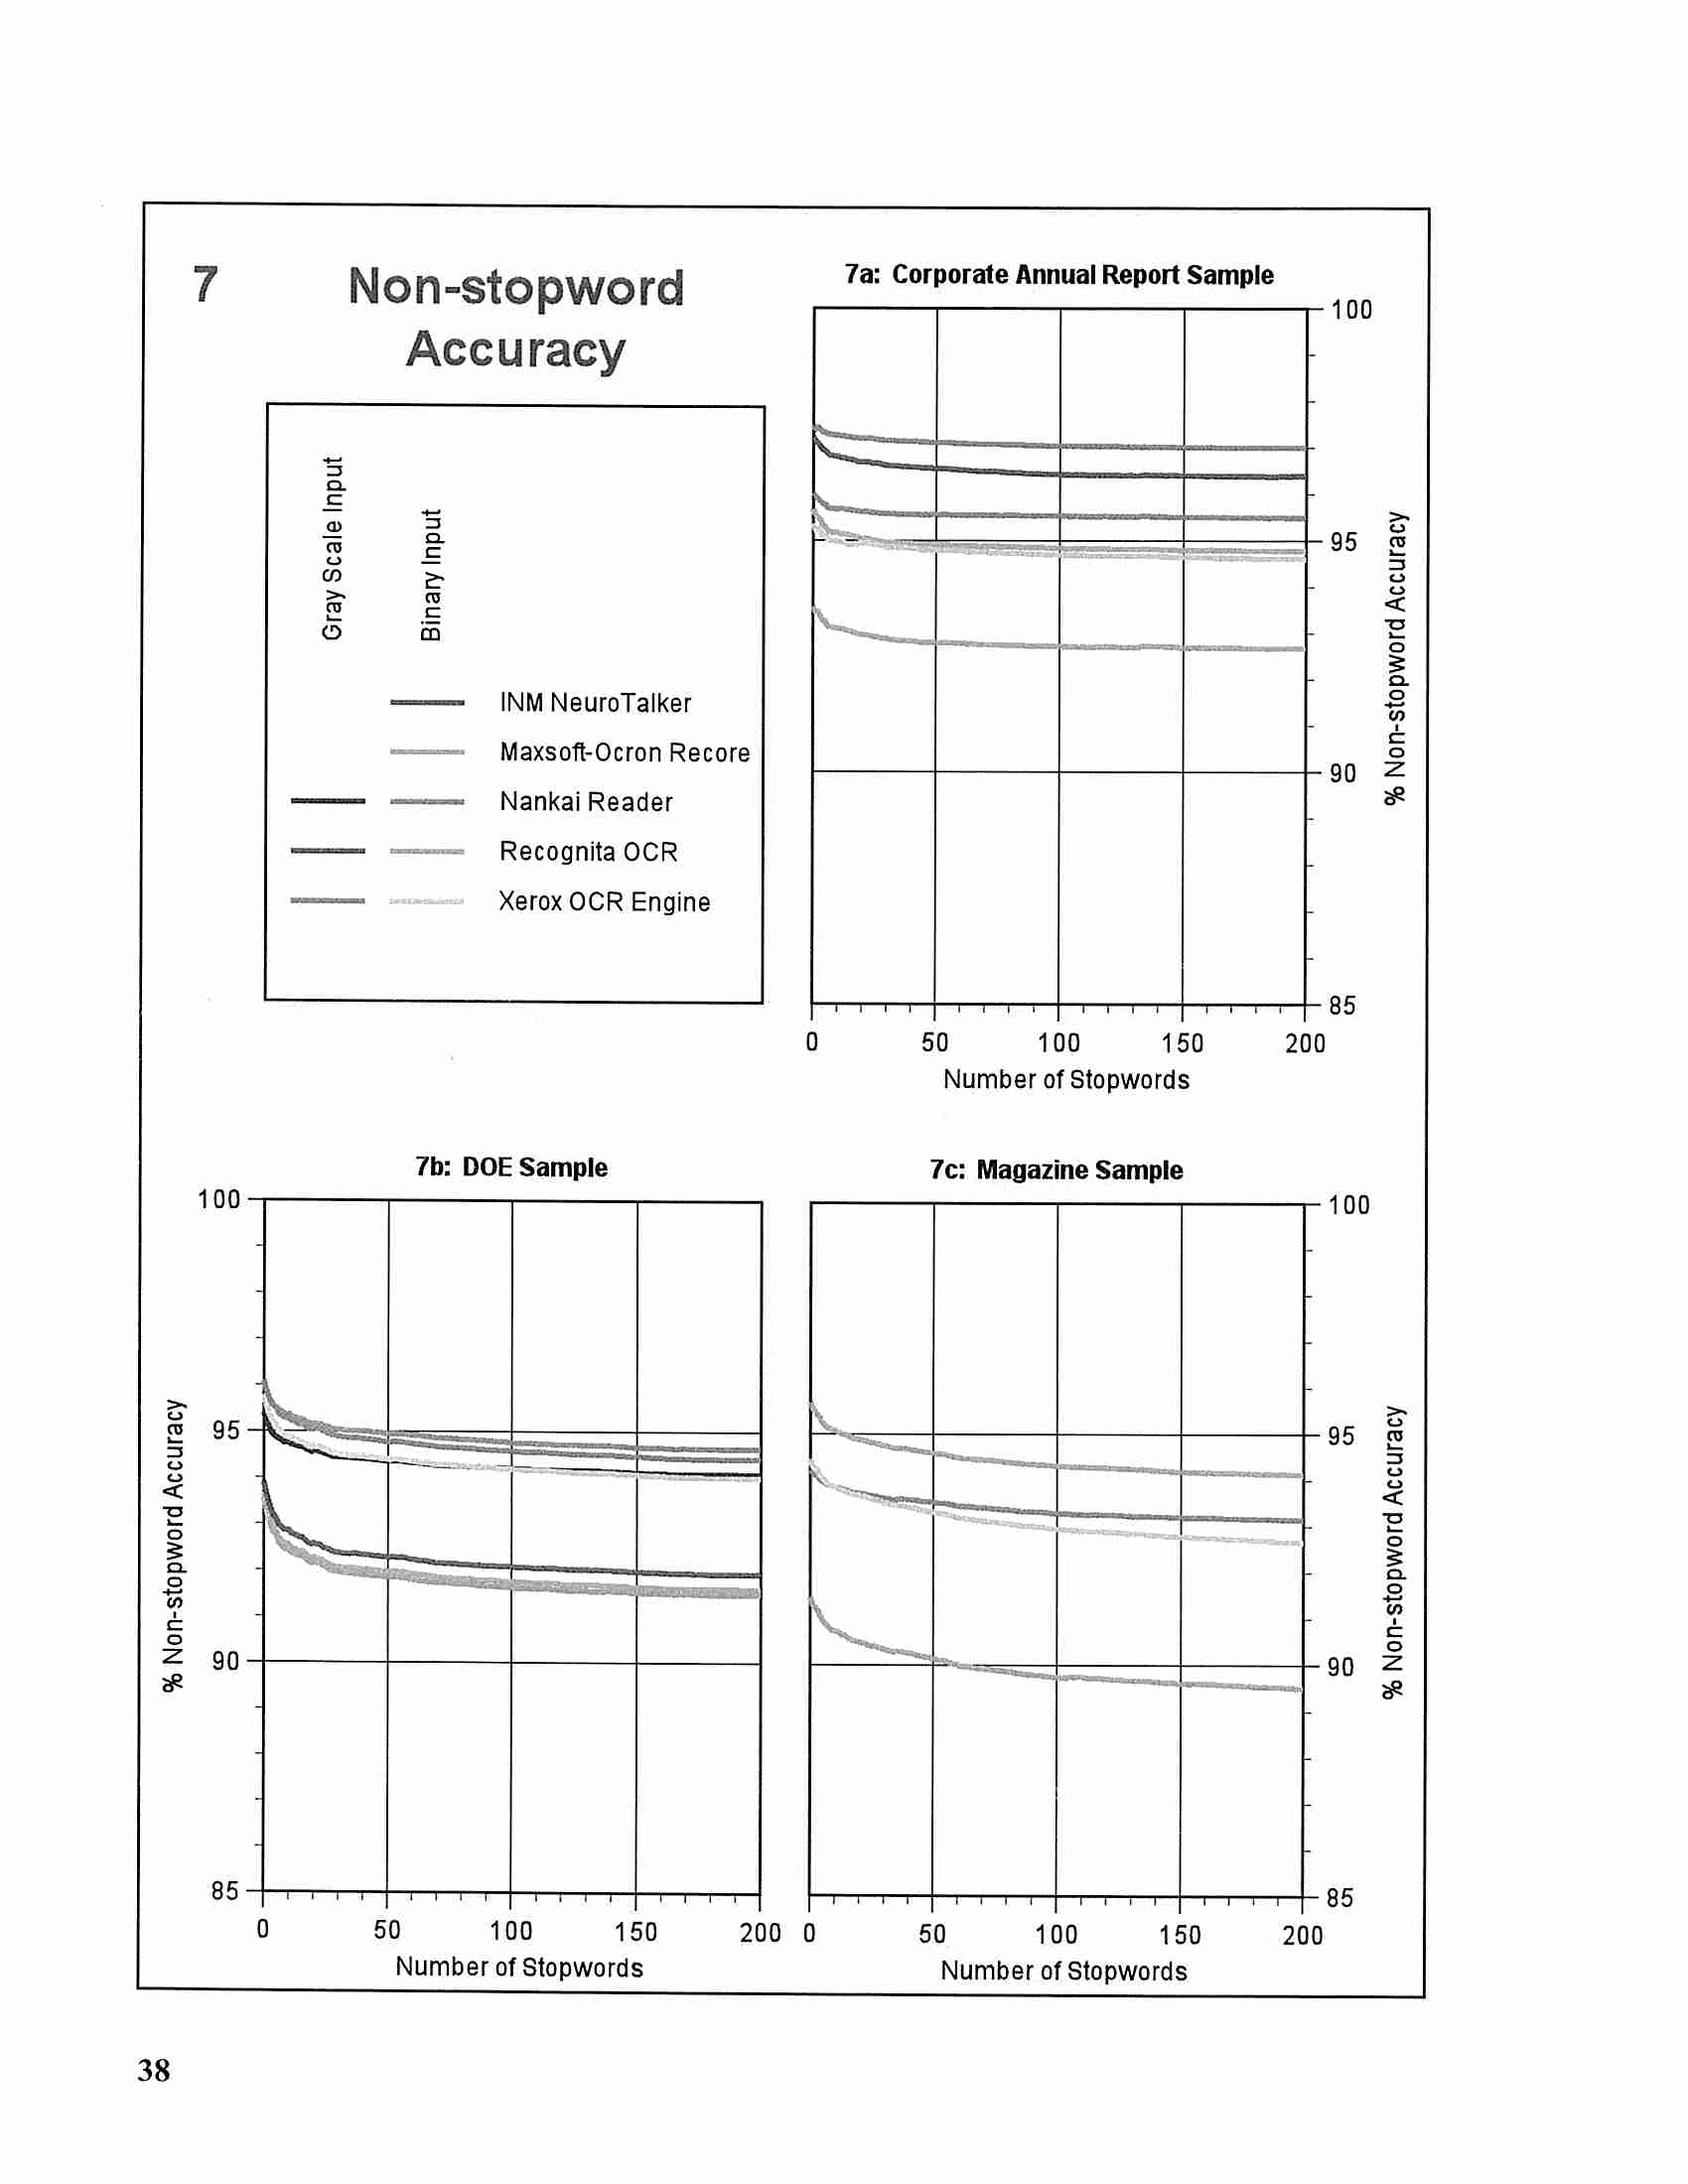 7 Non-stopword
Accuracy
Gray Scale Input
Binary Input
INM NeuroTalker
Maxsoft-Ocron Recore
Nankai Reader
Recognita OCR
Xerox OCR Engine
7a: Corporate Annual Report Sample
100
95
90
85
% Non-stopword Accuracy
0 50 100 150 200
Number of Stopwords
7b: DOE Sample
100
95
90
85
% Non-stopword Accuracy
0 50 100 150 200
Number of Stopwords
7c: Magazine Sample
100
95
90
85
% Non-stopword Accuracy
0 50 100 150 200
Number of Stopwords
38